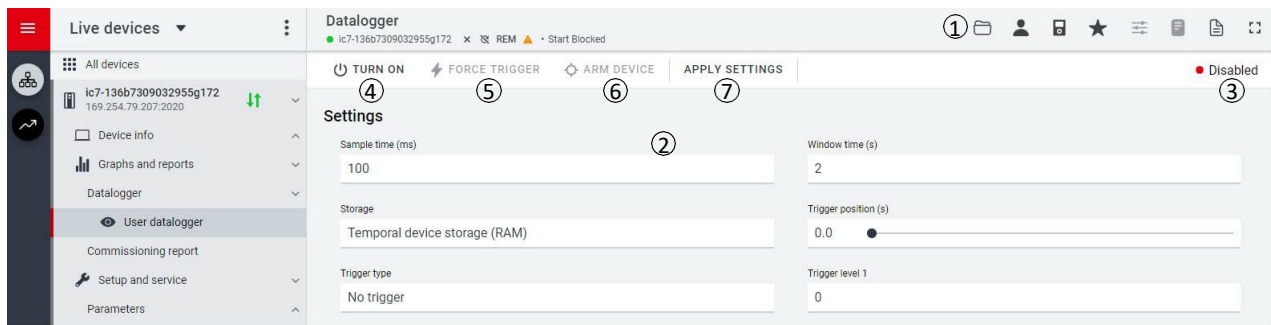 Live devices
Datalogger
ic7-136b7309032955g172 REM • Start Blocked
1
All devices
TURN ON FORCE TRIGGER ARM DEVICE APPLY SETTINGS
Disabled
4 5 6 7 3
ic7-136b7309032955g172
169.254.79.207:2020
Device info
Graphs and reports
Datalogger
User datalogger
Commissioning report
Setup and service
Parameters
Settings
2
Sample time (ms)
100
Window time (s)
2
Storage
Temporal device storage (RAM)
Trigger position (s)
0.0
Trigger type
No trigger
Trigger level 1
0